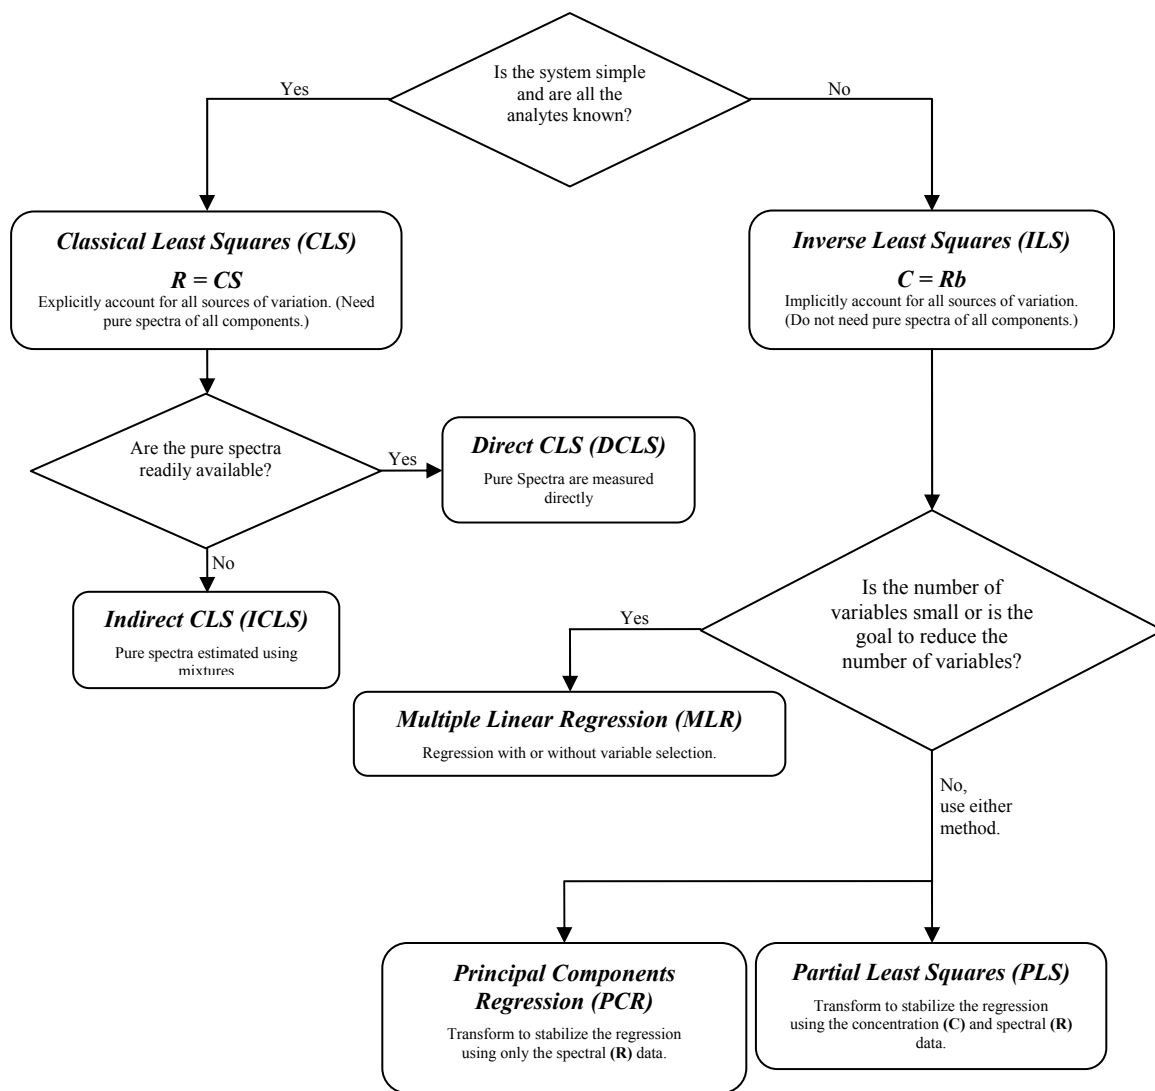 Is the system simple
and are all the
analytes known?
Yes
No
Classical Least Squares (CLS)
R = CS
Explicitly account for all sources of variation. (Need
pure spectra of all components.)
Inverse Least Squares (ILS)
C = Rb
Implicitly account for all sources of variation.
(Do not need pure spectra of all components.)
Are the pure spectra
readily available?
Yes
Direct CLS (DCLS)
Pure Spectra are measured
directly
No
Indirect CLS (ICLS)
Pure spectra estimated using
mixtures
Is the number of
variables small or is the
goal to reduce the
number of variables?
Yes
Multiple Linear Regression (MLR)
Regression with or without variable selection.
No,
use either
method.
Principal Components
Regression (PCR)
Transform to stabilize the regression
using only the spectral (R) data.
Partial Least Squares (PLS)
Transform to stabilize the regression
using the concentration (C) and spectral (R)
data.